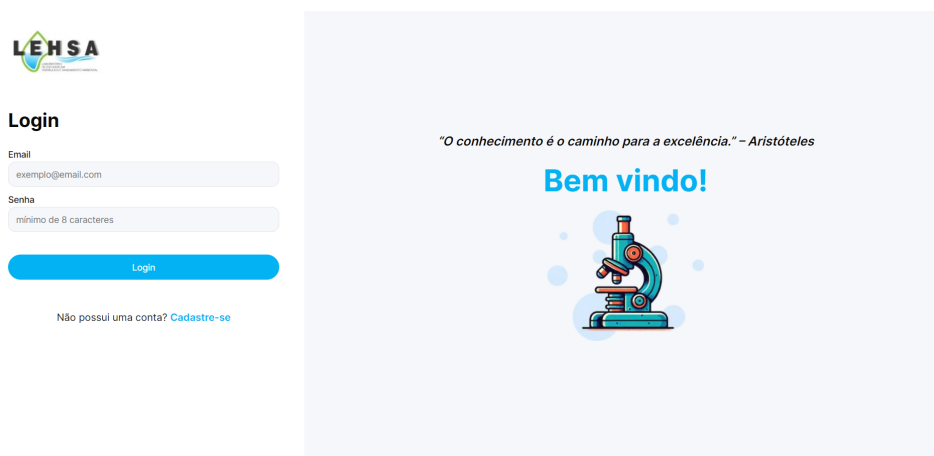 LEHSA
Login
Email
exemplo@email.com
Senha
mínimo de 8 caracteres
Login
Não possui uma conta? Cadastre-se
“O conhecimento é o caminho para a excelência.” – Aristóteles
Bem vindo!